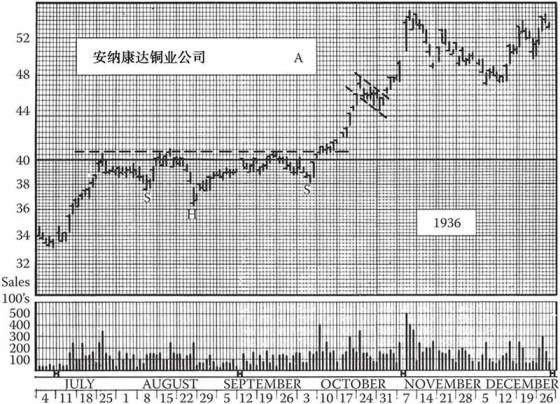 安纳康达铜业公司 A
52
48
44
40
38
36
34
32
S H S
1936
Sales
100's
500
400
300
200
100
JULY AUGUST SEPTEMBER OCTOBER NOVEMBER DECEMBER
4 11 18 25 1 8 15 22 29 5 12 19 26 3 10 17 24 31 7 14 21 28 5 12 19 26